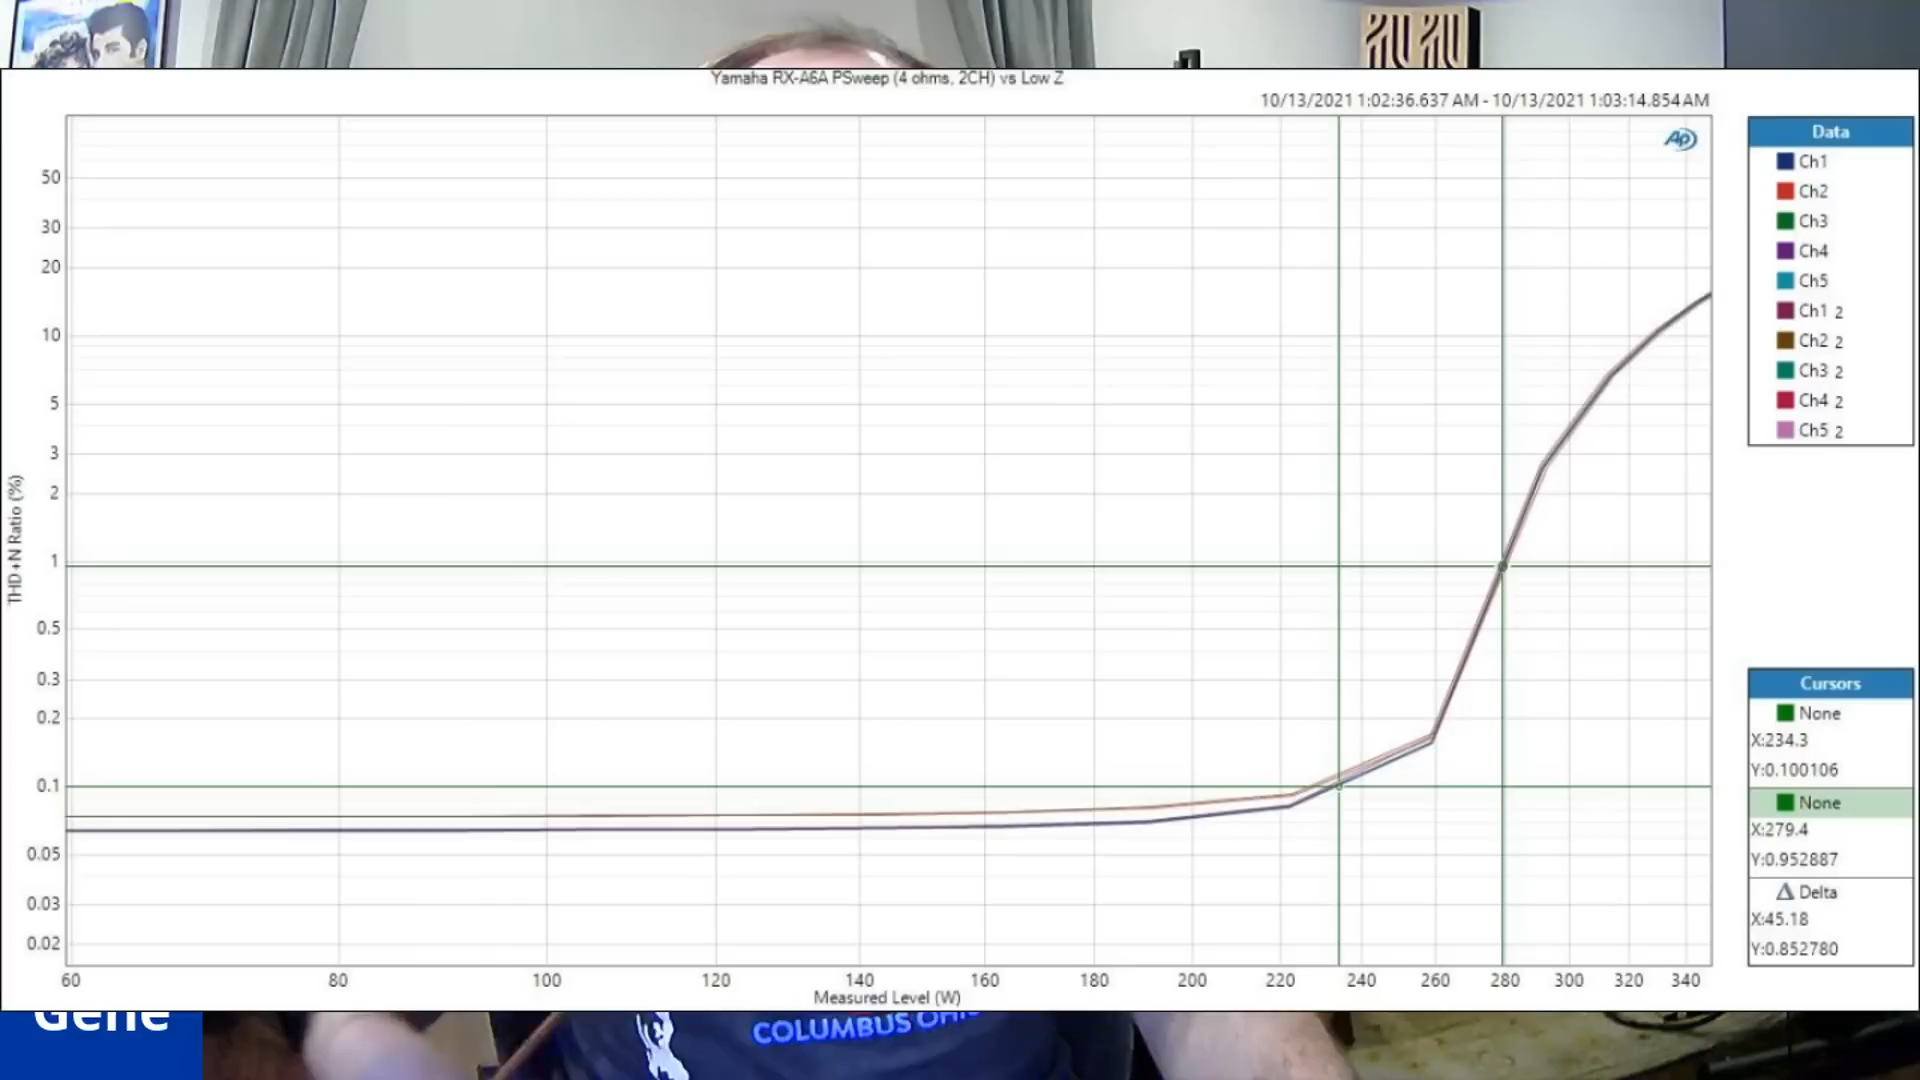 Yamaha RX-A6A PSweep (4 ohms, 2CH) vs Low Z
10/13/2021 1:02:36.637 AM - 10/13/2021 1:03:14.854 AM
AP
THD+N Ratio (%)
50
30
20
10
5
3
2
1
0.5
0.3
0.2
0.1
0.05
0.03
0.02
60 80 100 120 140 160 180 200 220 240 260 280 300 320 340
Measured Level (W)
Data
Ch1
Ch2
Ch3
Ch4
Ch5
Ch1 2
Ch2 2
Ch3 2
Ch4 2
Ch5 2
Cursors
None
X:234.3
Y:0.100106
None
X:279.4
Y:0.952887
Δ Delta
X:45.18
Y:0.852780
Gene
COLUMBUS OHIO